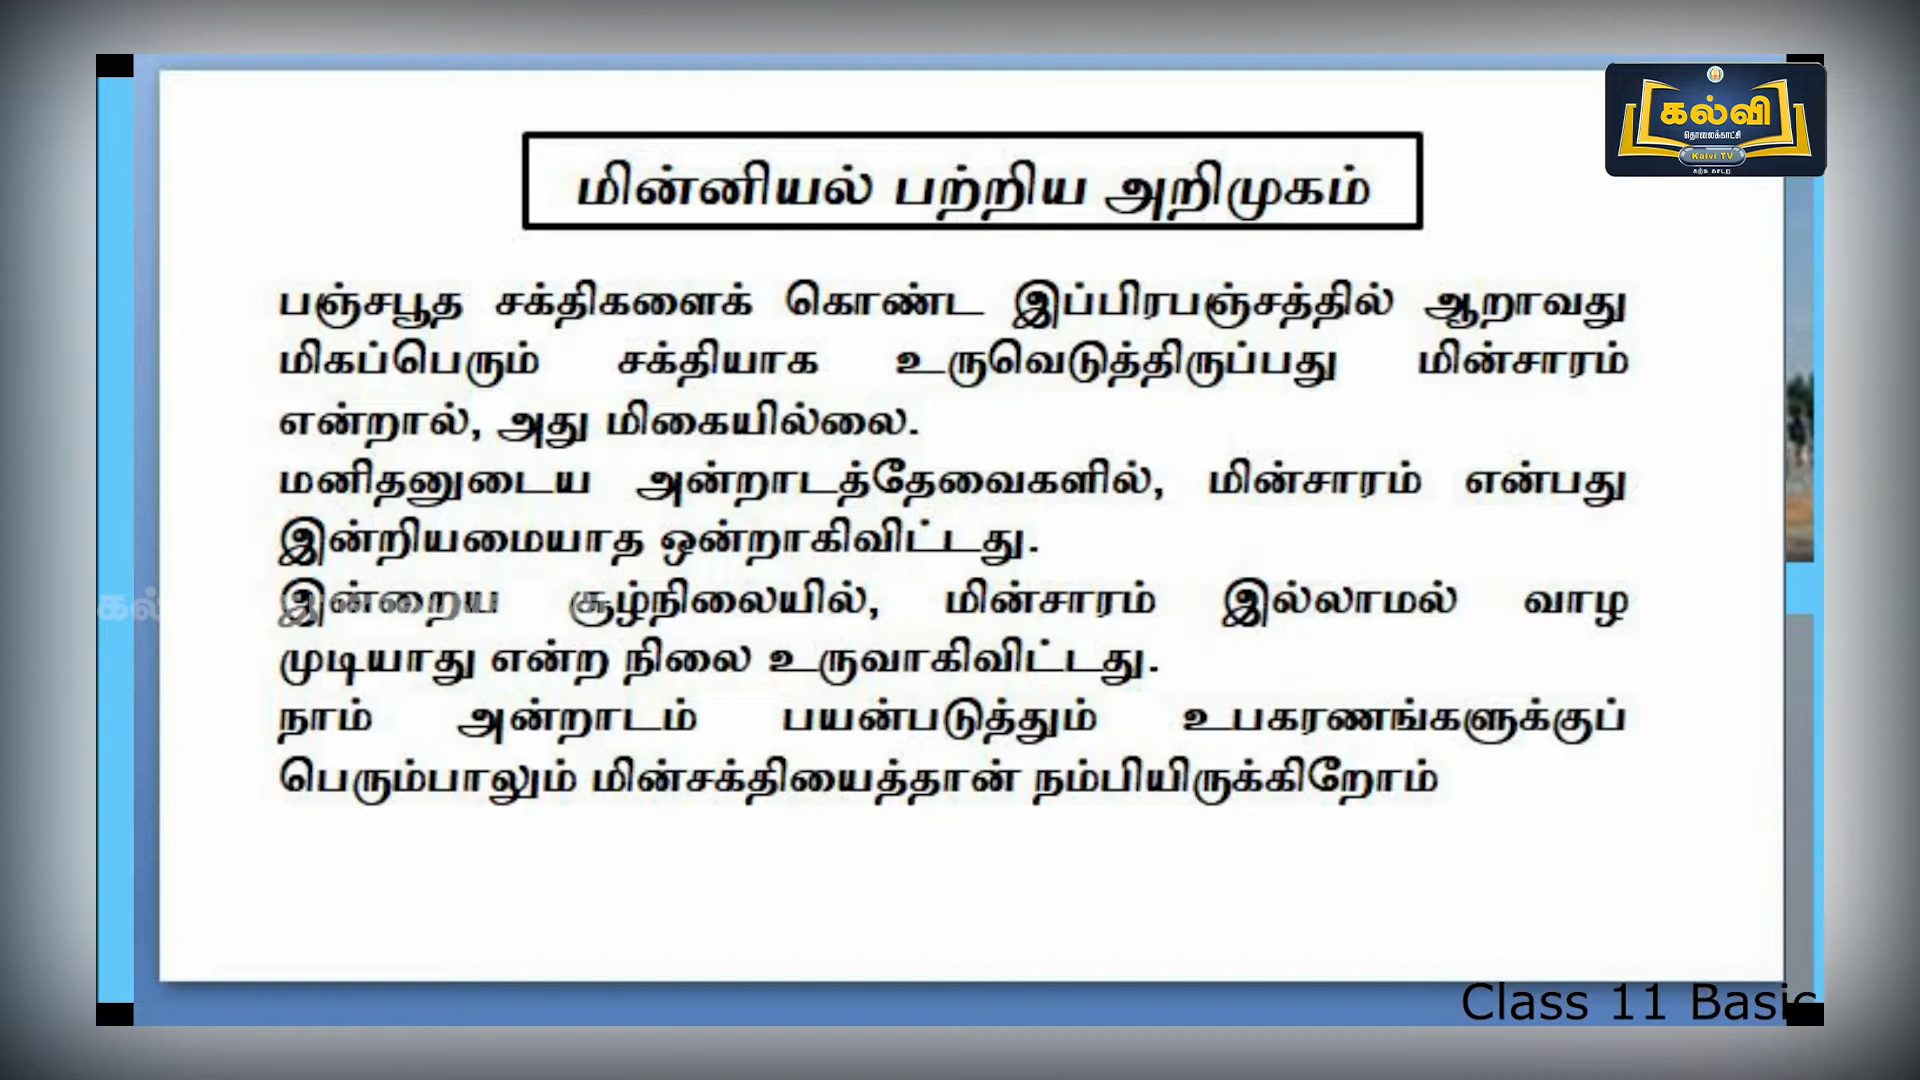 கல்வி
தொலைக்காட்சி
Kalvi TV
கற்க கசடற
மின்னியல் பற்றிய அறிமுகம்
பஞ்சபூத சக்திகளைக் கொண்ட இப்பிரபஞ்சத்தில் ஆறாவது
மிகப்பெரும் சக்தியாக உருவெடுத்திருப்பது மின்சாரம்
என்றால், அது மிகையில்லை.
மனிதனுடைய அன்றாடத்தேவைகளில், மின்சாரம் என்பது
இன்றியமையாத ஒன்றாகிவிட்டது.
இன்றைய சூழ்நிலையில், மின்சாரம் இல்லாமல் வாழ
முடியாது என்ற நிலை உருவாகிவிட்டது.
நாம் அன்றாடம் பயன்படுத்தும் உபகரணங்களுக்குப்
பெரும்பாலும் மின்சக்தியைத்தான் நம்பியிருக்கிறோம்
Class 11 Basic